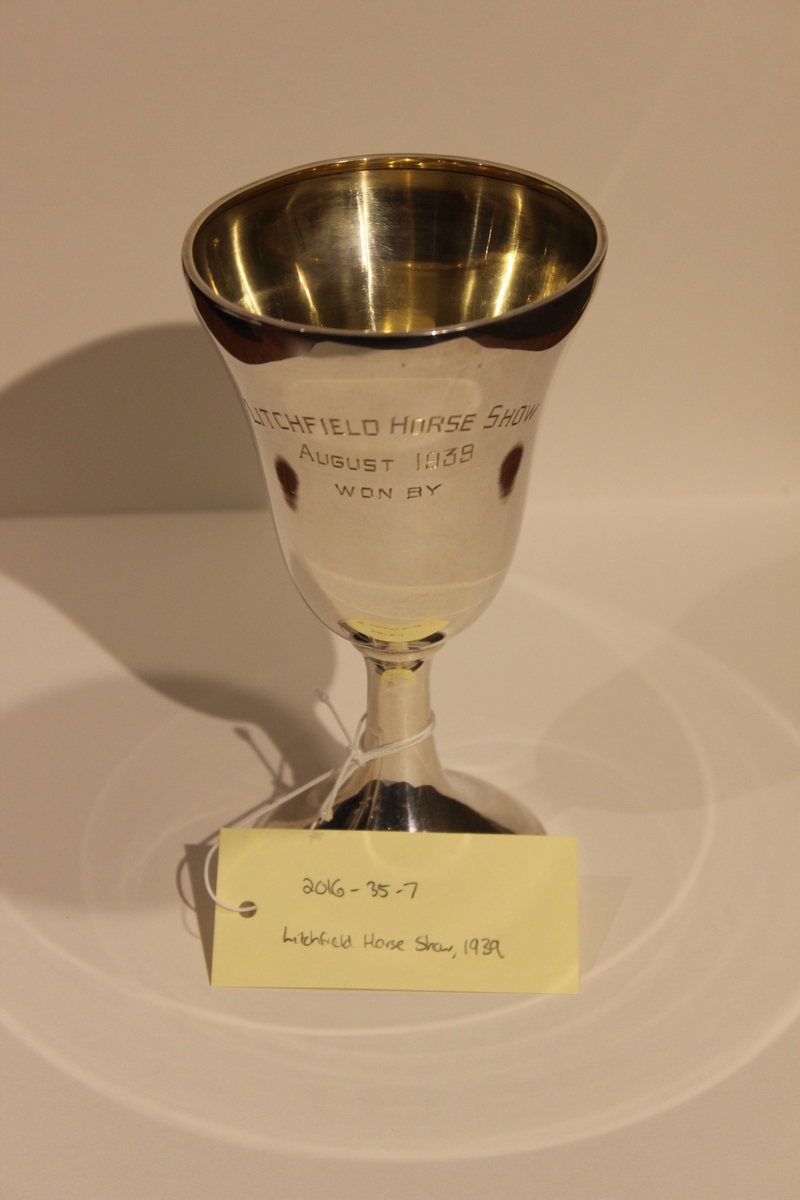 LITCHFIELD HORSE SHOW
AUGUST 1939
WON BY
2016-35-7
Litchfield Horse Show, 1939